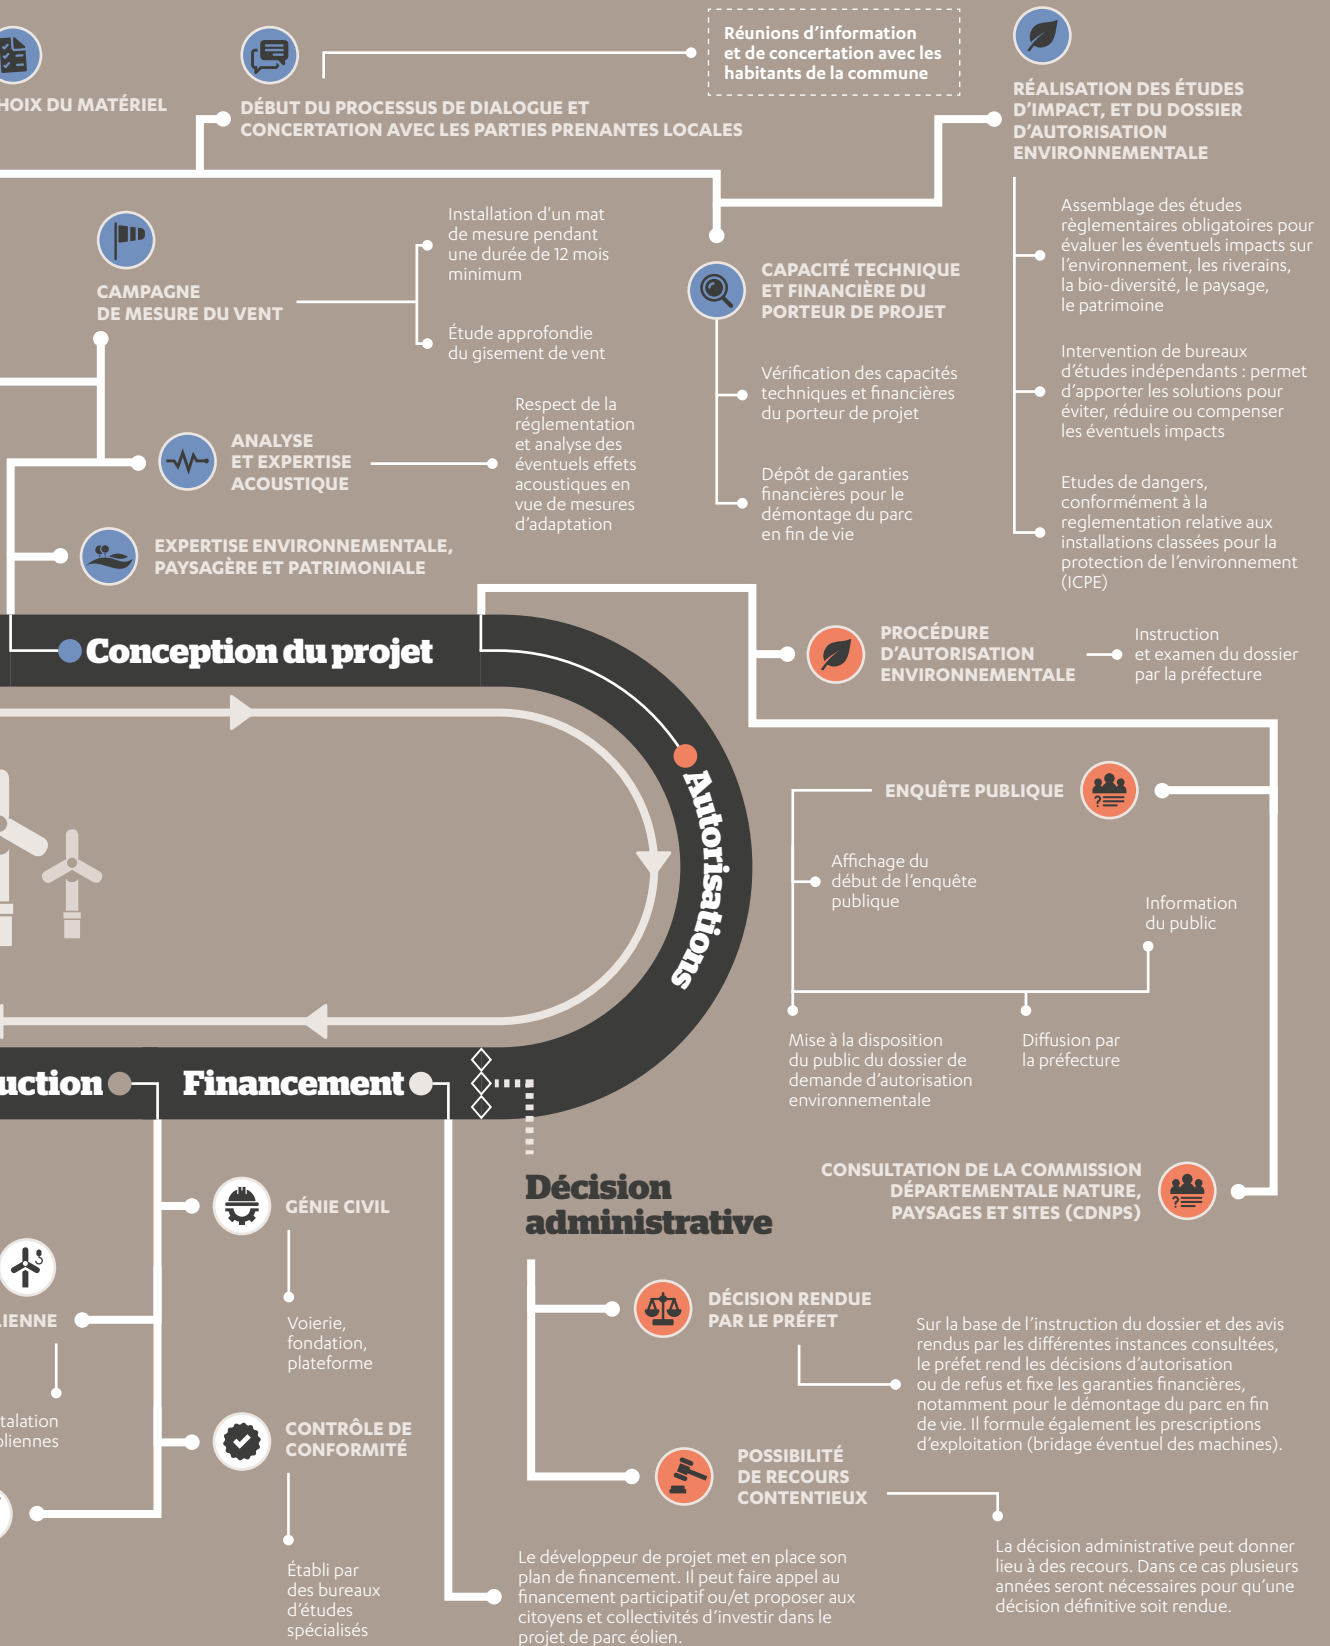 Réunions d'information
et de concertation avec les
habitants de la commune
HOIX DU MATÉRIEL
DÉBUT DU PROCESSUS DE DIALOGUE ET
CONCERTATION AVEC LES PARTIES PRENANTES LOCALES
RÉALISATION DES ÉTUDES
D'IMPACT, ET DU DOSSIER
D'AUTORISATION
ENVIRONNEMENTALE
Assemblage des études
règlementaires obligatoires pour
évaluer les éventuels impacts sur
l'environnement, les riverains,
la bio-diversité, le paysage,
le patrimoine
Intervention de bureaux
d'études indépendants : permet
d'apporter les solutions pour
éviter, réduire ou compenser
les éventuels impacts
Etudes de dangers,
conformément à la
reglementation relative aux
installations classées pour la
protection de l'environnement
(ICPE)
CAMPAGNE
DE MESURE DU VENT
Installation d'un mat
de mesure pendant
une durée de 12 mois
minimum
Étude approfondie
du gisement de vent
CAPACITÉ TECHNIQUE
ET FINANCIÈRE DU
PORTEUR DE PROJET
Vérification des capacités
techniques et financières
du porteur de projet
Dépôt de garanties
financières pour le
démontage du parc
en fin de vie
ANALYSE
ET EXPERTISE
ACOUSTIQUE
Respect de la
réglementation
et analyse des
éventuels effets
acoustiques en
vue de mesures
d'adaptation
EXPERTISE ENVIRONNEMENTALE,
PAYSAGÈRE ET PATRIMONIALE
Conception du projet
PROCÉDURE
D'AUTORISATION
ENVIRONNEMENTALE
Instruction
et examen du dossier
par la préfecture
Autorisations
ENQUÊTE PUBLIQUE
?
Affichage du
début de l'enquête
publique
Information
du public
Mise à la disposition
du public du dossier de
demande d'autorisation
environnementale
Diffusion par
la préfecture
uction
Financement
CONSULTATION DE LA COMMISSION
DÉPARTEMENTALE NATURE,
PAYSAGES ET SITES (CDNPS)
?
Décision
administrative
GÉNIE CIVIL
Voierie,
fondation,
plateforme
LIENNE
talation
oliennes
CONTRÔLE DE
CONFORMITÉ
Établi par
des bureaux
d'études
spécialisés
DÉCISION RENDUE
PAR LE PRÉFET
Sur la base de l'instruction du dossier et des avis
rendus par les différentes instances consultées,
le préfet rend les décisions d'autorisation
ou de refus et fixe les garanties financières,
notamment pour le démontage du parc en fin
de vie. Il formule également les prescriptions
d'exploitation (bridage éventuel des machines).
POSSIBILITÉ
DE RECOURS
CONTENTIEUX
La décision administrative peut donner
lieu à des recours. Dans ce cas plusieurs
années seront nécessaires pour qu'une
décision définitive soit rendue.
Le développeur de projet met en place son
plan de financement. Il peut faire appel au
financement participatif ou/et proposer aux
citoyens et collectivités d'investir dans le
projet de parc éolien.